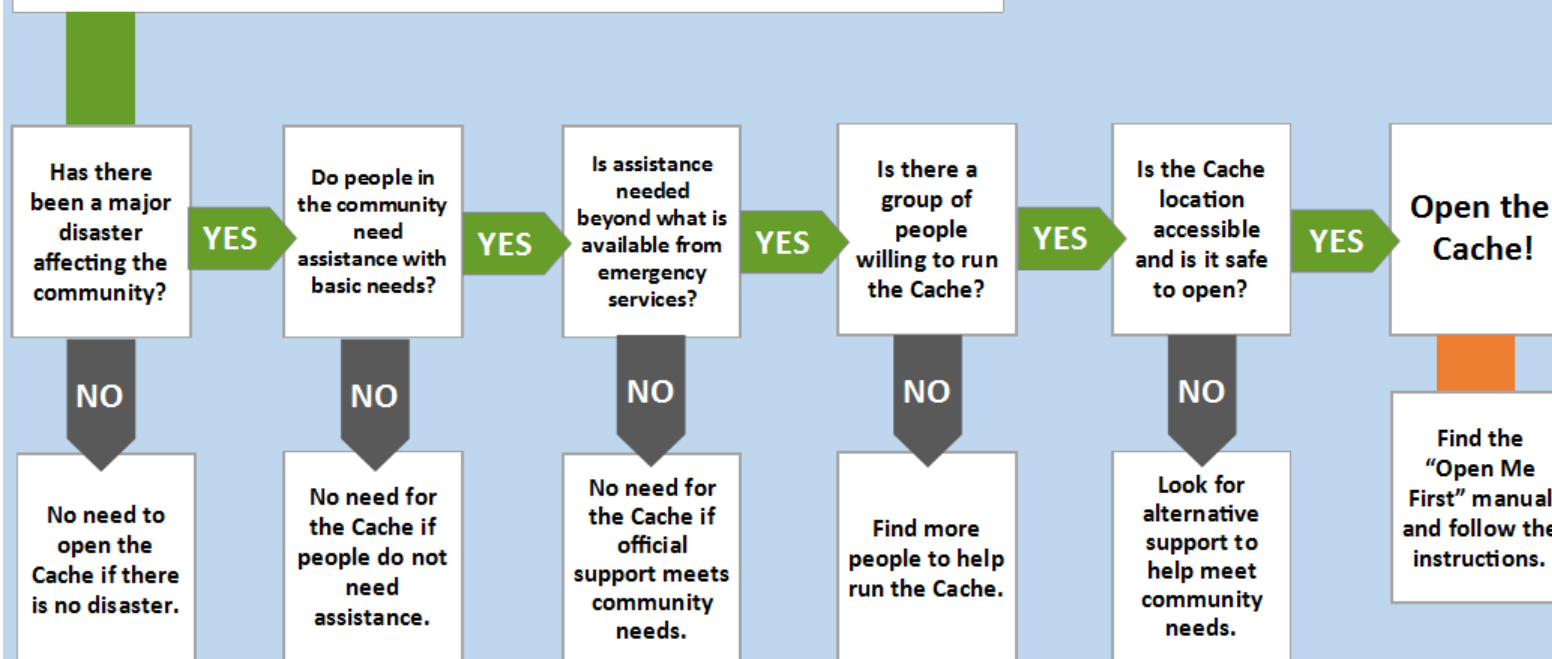 Has there
been a major
disaster
affecting the
community?
YES
Do people in
the community
need
assistance with
basic needs?
YES
Is assistance
needed
beyond what is
available from
emergency
services?
YES
Is there a
group of
people
willing to run
the Cache?
YES
Is the Cache
location
accessible
and is it safe
to open?
YES
Open the
Cache!
NO
NO
NO
NO
NO
No need to
open the
Cache if there
is no disaster.
No need for
the Cache if
people do not
need
assistance.
No need for
the Cache if
official
support meets
community
needs.
Find more
people to help
run the Cache.
Look for
alternative
support to
help meet
community
needs.
Find the
“Open Me
First” manual
and follow the
instructions.